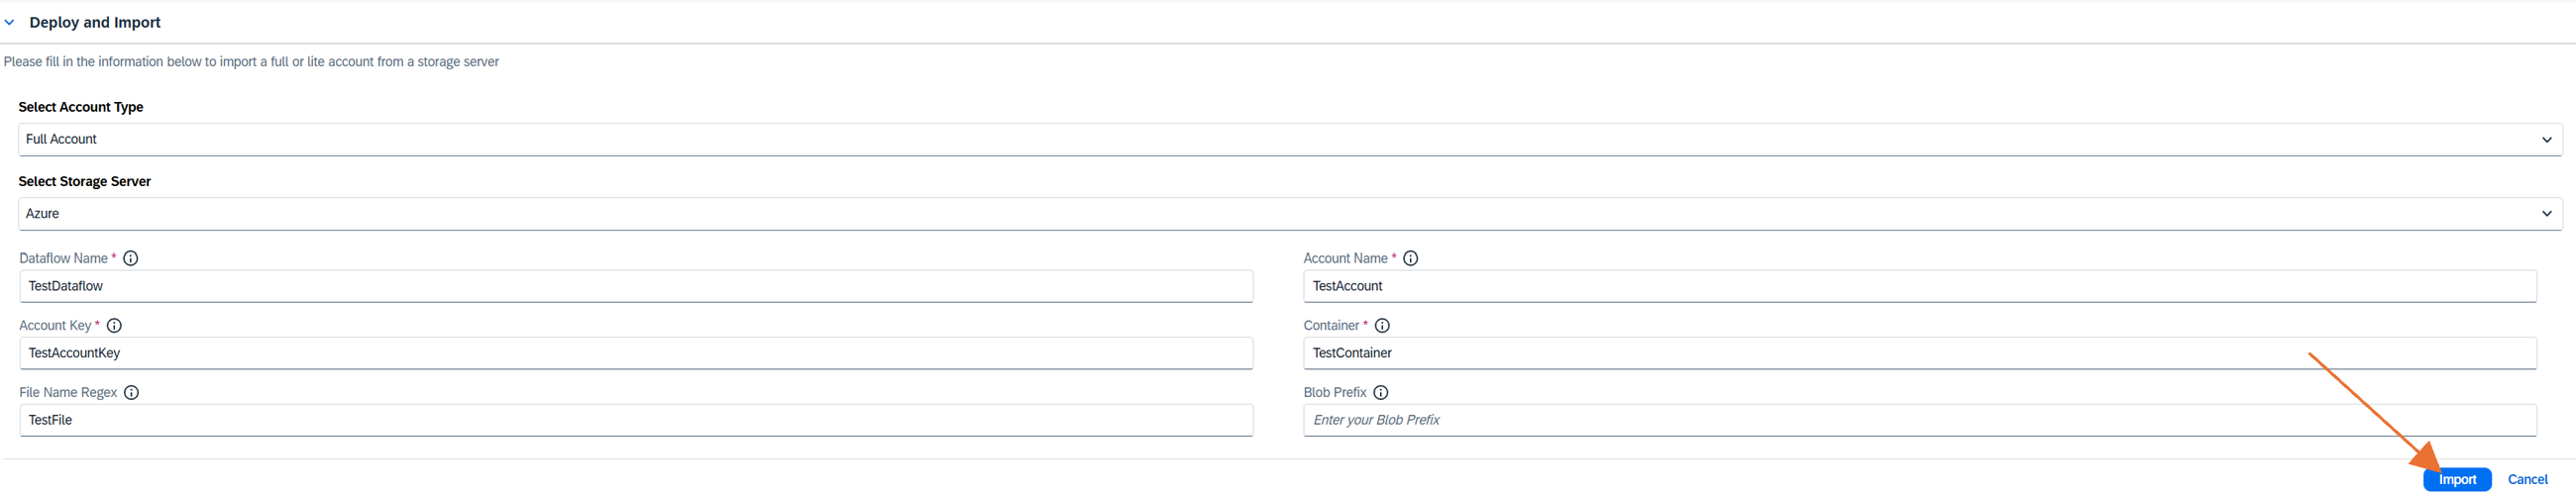 Deploy and Import
Please fill in the information below to import a full or lite account from a storage server
Select Account Type
Full Account
Select Storage Server
Azure
Dataflow Name *
Account Name *
TestDataflow
TestAccount
Account Key *
Container *
TestAccountKey
TestContainer
File Name Regex
Blob Prefix
TestFile
Enter your Blob Prefix
Import Cancel